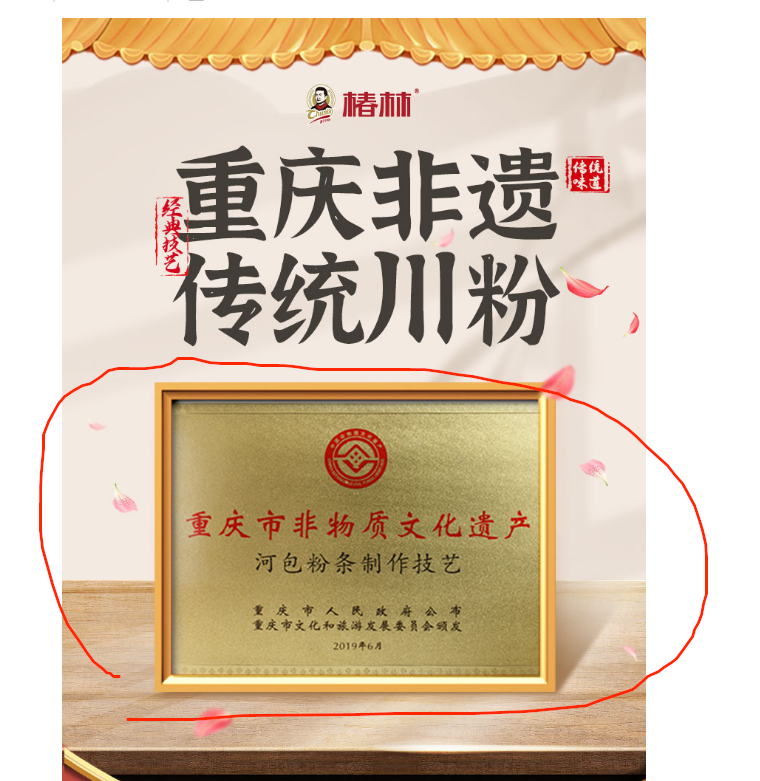 椿林®
重庆非遗
传统味道
经典技艺
传统川粉
重庆市非物质文化遗产
河包粉条制作技艺
重庆市人民政府公布
重庆市文化和旅游发展委员会颁发
2019年6月